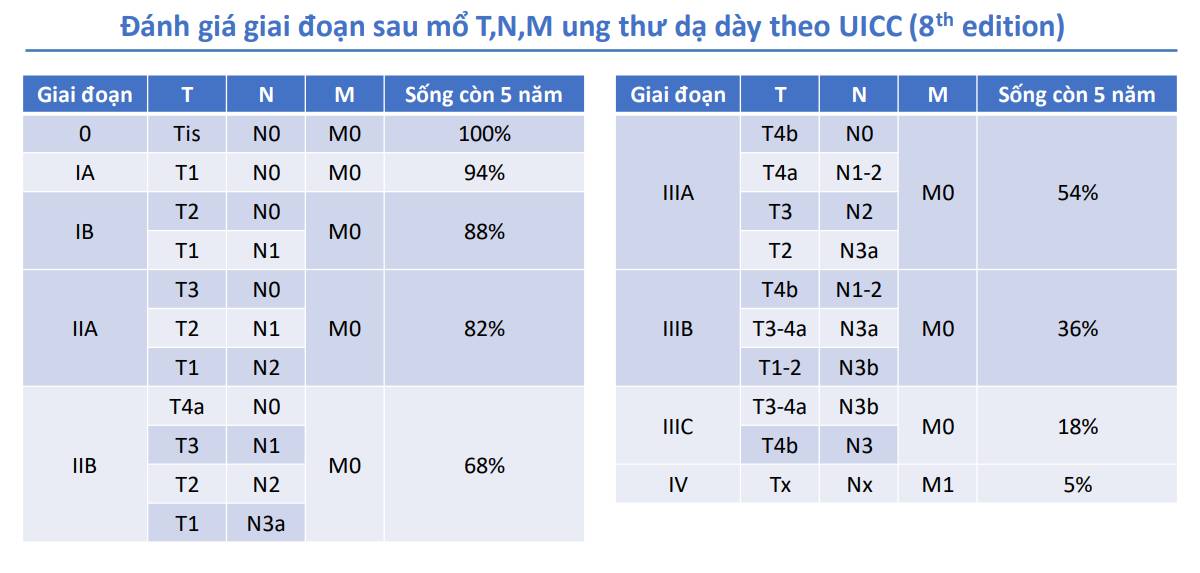 Đánh giá giai đoạn sau mổ T,N,M ung thư dạ dày theo UICC (8th edition)
Giai đoạn T N M Sống còn 5 năm
0 Tis N0 M0 100%
IA T1 N0 M0 94%
IB T2 N0 M0 88%
T1 N1
IIA T3 N0 M0 82%
T2 N1
T1 N2
IIB T4a N0 M0 68%
T3 N1
T2 N2
T1 N3a
Giai đoạn T N M Sống còn 5 năm
IIIA T4b N0 M0 54%
T4a N1-2
T3 N2
T2 N3a
IIIB T4b N1-2 M0 36%
T3-4a N3a
T1-2 N3b
IIIC T3-4a N3b M0 18%
T4b N3
IV Tx Nx M1 5%